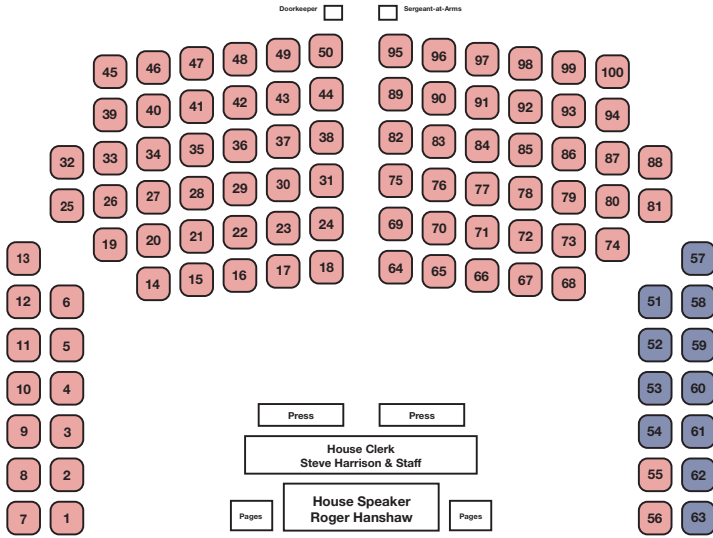 Doorkeeper
Sergeant-at-Arms
45 46 47 48 49 50 95 96 97 98 99 100
39 40 41 42 43 44 89 90 91 92 93 94
32 33 34 35 36 37 38 82 83 84 85 86 87 88
25 26 27 28 29 30 31 75 76 77 78 79 80 81
19 20 21 22 23 24 69 70 71 72 73 74
13 57
14 15 16 17 18 64 65 66 67 68
12 6 51 58
11 5 52 59
10 4 53 60
9 3 54 61
8 2 55 62
7 1 56 63
Press
Press
House Clerk
Steve Harrison & Staff
Pages
House Speaker
Roger Hanshaw
Pages